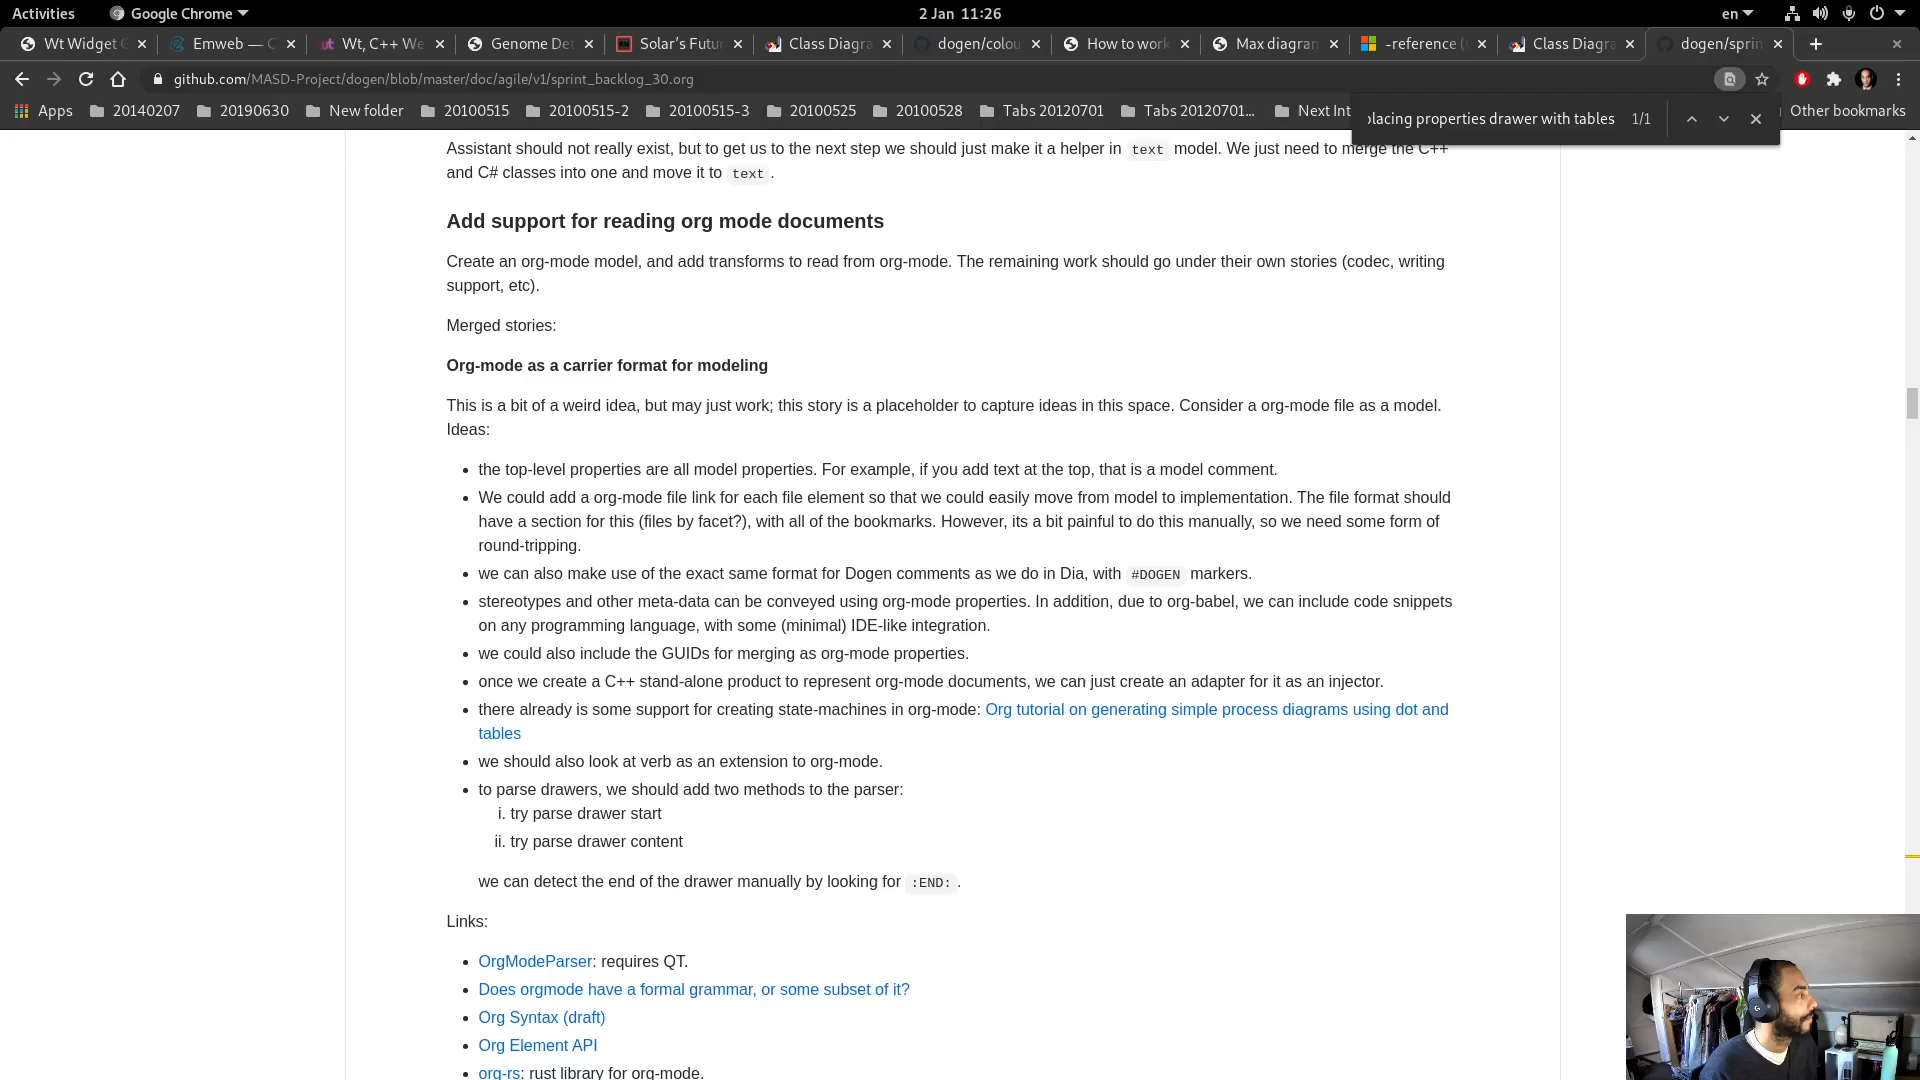 Activities
Google Chrome
2 Jan 11:26
en
Wt Widget G
Emweb — C
Wt, C++ We
Genome Det
Solar's Futur
Class Diagra
dogen/colou
How to work
Max diagram
-reference (
Class Diagra
dogen/sprin
github.com/MASD-Project/dogen/blob/master/doc/agile/v1/sprint_backlog_30.org
Apps
20140207
20190630
New folder
20100515
20100515-2
20100515-3
20100525
20100528
Tabs 20120701
Tabs 20120701...
Next Int
Other bookmarks
placing properties drawer with tables 1/1
Assistant should not really exist, but to get us to the next step we should just make it a helper in text model. We just need to merge the C++
and C# classes into one and move it to text.
Add support for reading org mode documents
Create an org-mode model, and add transforms to read from org-mode. The remaining work should go under their own stories (codec, writing
support, etc).
Merged stories:
Org-mode as a carrier format for modeling
This is a bit of a weird idea, but may just work; this story is a placeholder to capture ideas in this space. Consider a org-mode file as a model.
Ideas:
• the top-level properties are all model properties. For example, if you add text at the top, that is a model comment.
• We could add a org-mode file link for each file element so that we could easily move from model to implementation. The file format should
have a section for this (files by facet?), with all of the bookmarks. However, its a bit painful to do this manually, so we need some form of
round-tripping.
• we can also make use of the exact same format for Dogen comments as we do in Dia, with #DOGEN markers.
• stereotypes and other meta-data can be conveyed using org-mode properties. In addition, due to org-babel, we can include code snippets
on any programming language, with some (minimal) IDE-like integration.
• we could also include the GUIDs for merging as org-mode properties.
• once we create a C++ stand-alone product to represent org-mode documents, we can just create an adapter for it as an injector.
• there already is some support for creating state-machines in org-mode: Org tutorial on generating simple process diagrams using dot and
tables
• we should also look at verb as an extension to org-mode.
• to parse drawers, we should add two methods to the parser:
i. try parse drawer start
ii. try parse drawer content
we can detect the end of the drawer manually by looking for :END:.
Links:
• OrgModeParser: requires QT.
• Does orgmode have a formal grammar, or some subset of it?
• Org Syntax (draft)
• Org Element API
• org-rs: rust library for org-mode.